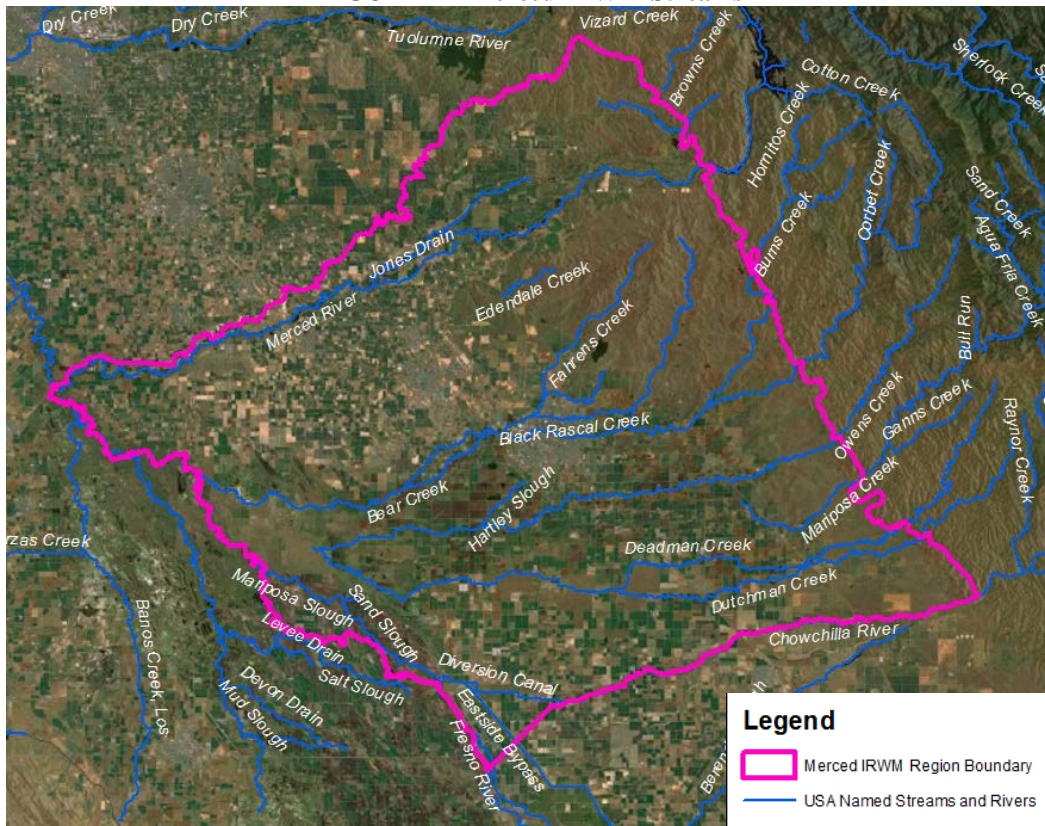 Dry Creek
Dry Creek
Tuolumne River
Vizard Creek
Browns Creek
Cotton Creek
Sherlock Creek
Hornitos Creek
Corbet Creek
Sand Creek
Agua Fria Creek
Burns Creek
Jones Drain
Merced River
Edendale Creek
Fahrens Creek
Bull Run
Black Rascal Creek
Owens Creek
Ganns Creek
Raynor Creek
Bear Creek
Hartley Slough
Mariposa Creek
rzas Creek
Deadman Creek
Mariposa Slough
Sand Slough
Dutchman Creek
Levee Drain
Chowchilla River
Banos Creek, Los
Salt Slough
Diversion Canal
Devon Drain
Mud Slough
Eastside Bypass
Fresno River
Legend
Merced IRWM Region Boundary
USA Named Streams and Rivers